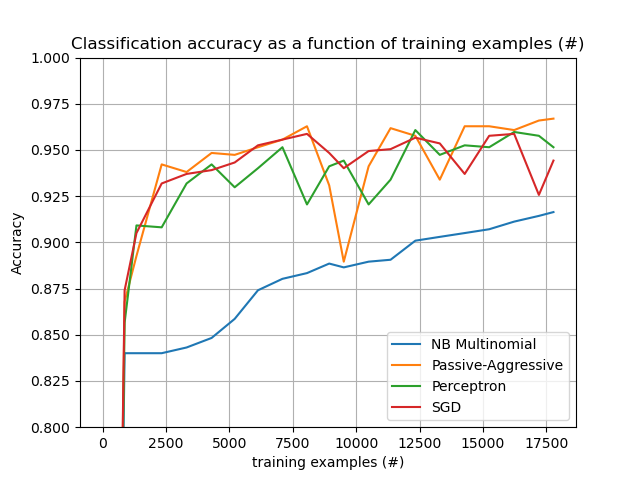 Classification accuracy as a function of training examples (#)
1.000
0.975
0.950
0.925
0.900
0.875
0.850
0.825
0.800
Accuracy
NB Multinomial
Passive-Aggressive
Perceptron
SGD
0 2500 5000 7500 10000 12500 15000 17500
training examples (#)